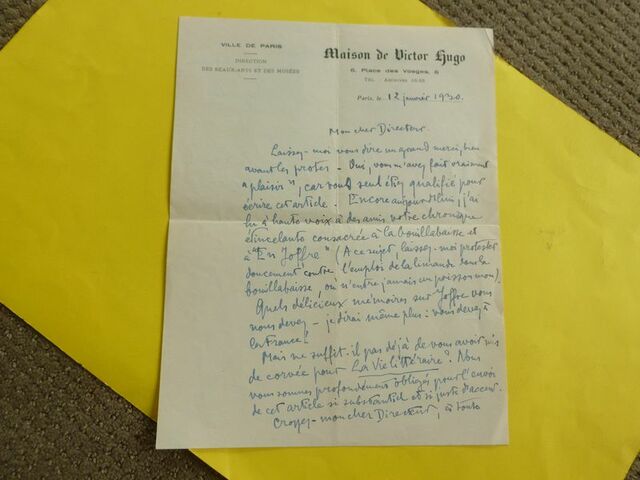 VILLE DE PARIS
DIRECTION
DES BEAUX-ARTS ET DES MUSÉES
Maison de Victor Hugo
6, Place des Vosges, 6
TÉL.
Paris, le 12 janvier 1930.
Mon cher Directeur.
Laissez-moi vous dire un grand merci, bien
avant les protes - Oui, vous m'avez fait vraiment
"plaisir", car vous seul étiez qualifié pour
écrire cet article. Encore aujourd'hui, j'ai
lu à haute voix à des amis votre chronique
étincelante consacrée à la bouillabaisse et
à "En Joffre" (A ce sujet, laissez-moi protester
doucement contre l'emploi de la limande dans la
bouillabaisse, où n'entre jamais un poisson mou).
Quels délicieux mémoires sur Joffre vous
nous devez - je dirai même plus : vous devez à
la France !
Mais ne suffit-il pas déjà de vous avoir mis
de corvée pour La Vie littéraire ? Nous
vous sommes profondément obligés pour l'envoi
de cet article si substantiel et si juste d'accent.
Croyez-mon cher Directeur, à toute